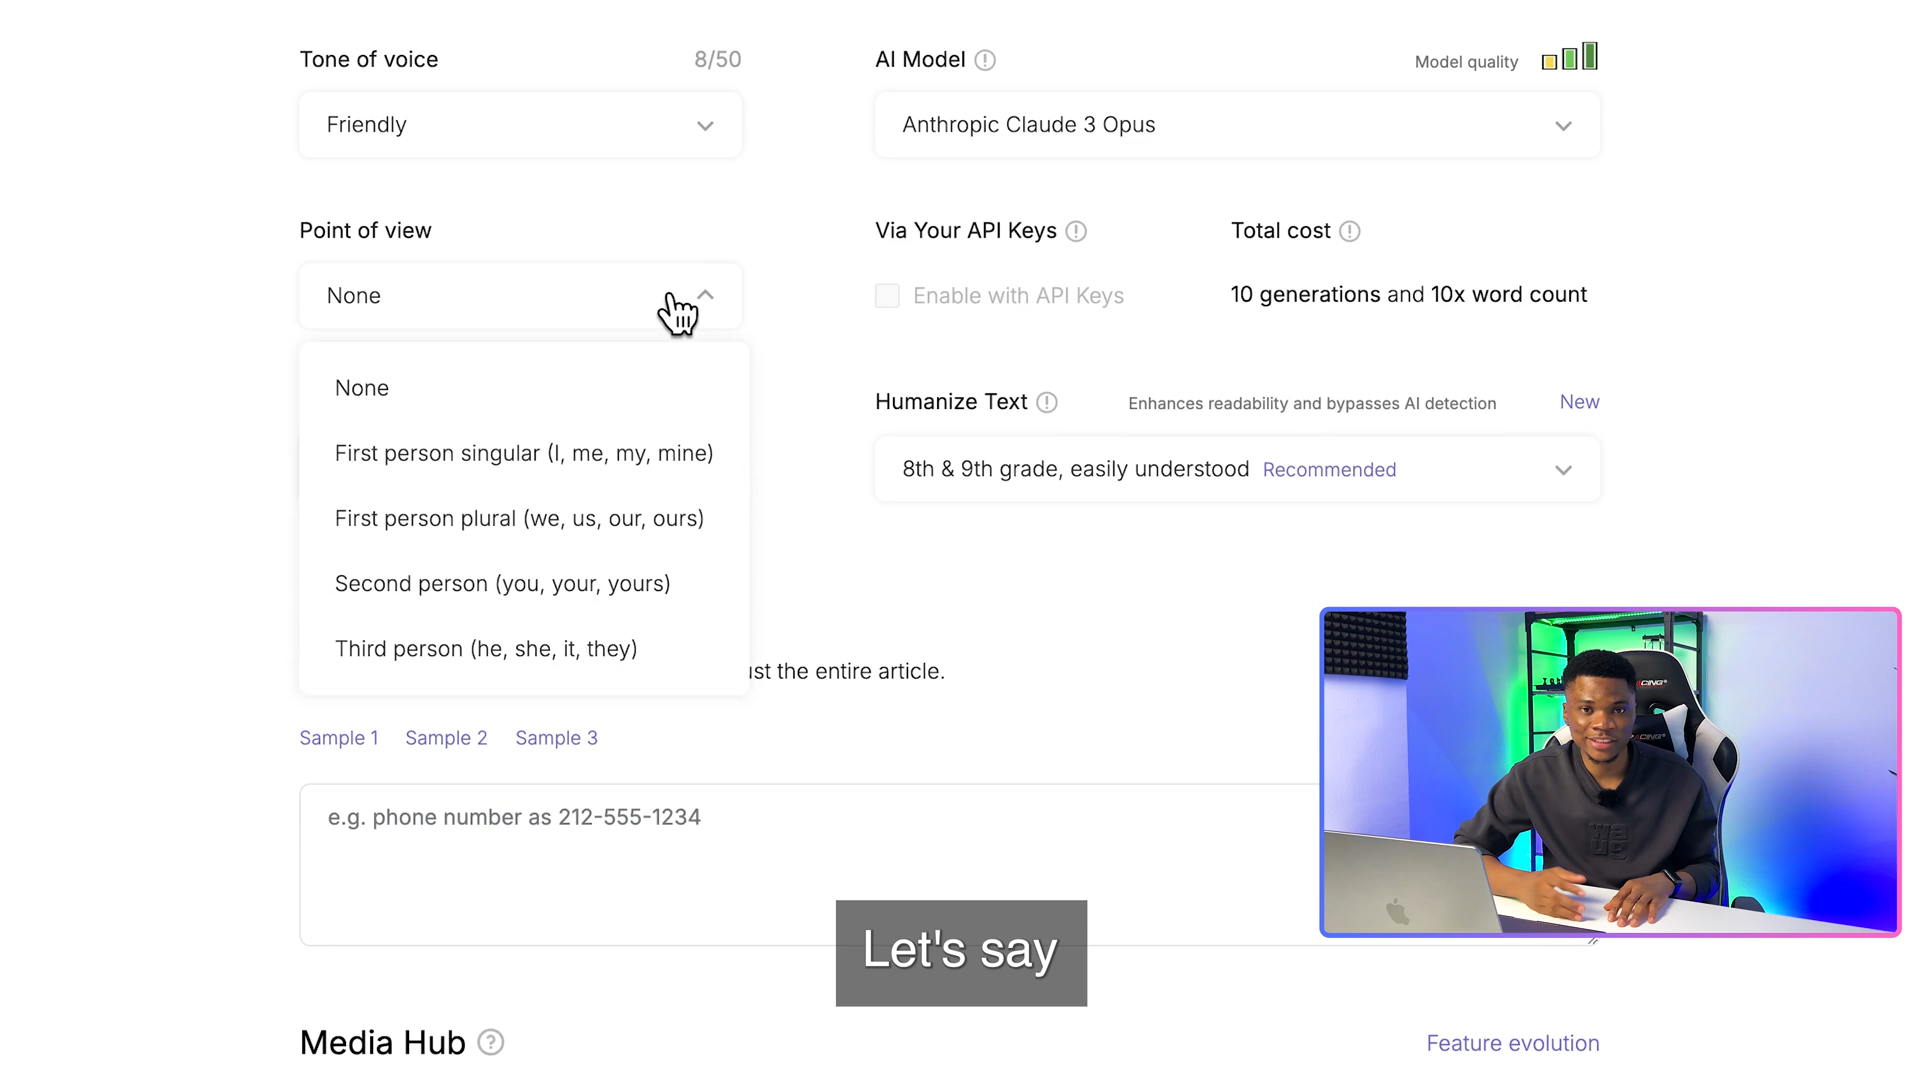 Tone of voice
8/50
AI Model
Model quality
Friendly
Anthropic Claude 3 Opus
Point of view
Via Your API Keys
Total cost
None
Enable with API Keys
10 generations and 10x word count
None
Humanize Text
Enhances readability and bypasses AI detection
New
First person singular (I, me, my, mine)
8th & 9th grade, easily understood Recommended
First person plural (we, us, our, ours)
Second person (you, your, yours)
Third person (he, she, it, they)
the entire article.
Sample 1
Sample 2
Sample 3
e.g. phone number as 212-555-1234
Let's say
Media Hub
Feature evolution